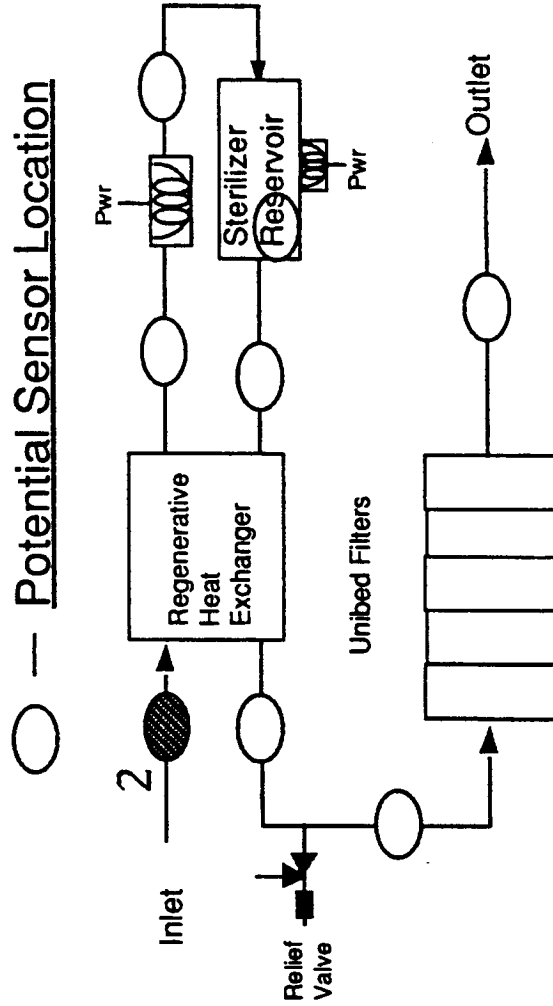 — Potential Sensor Location
Pwr
Sterilizer
Reservoir
Pwr
Regenerative
Heat
Exchanger
2
Inlet
Relief
Valve
Unibed Filters
Outlet